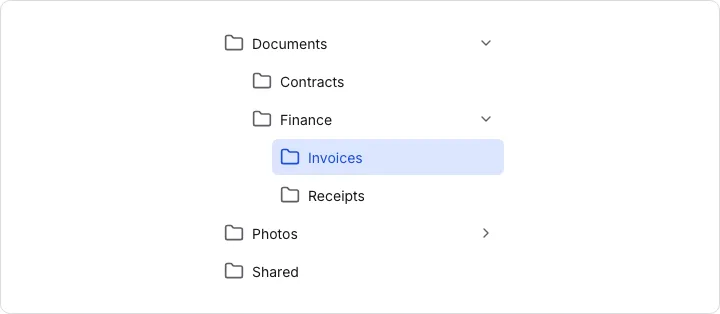 Documents
Contracts
Finance
Invoices
Receipts
Photos
Shared